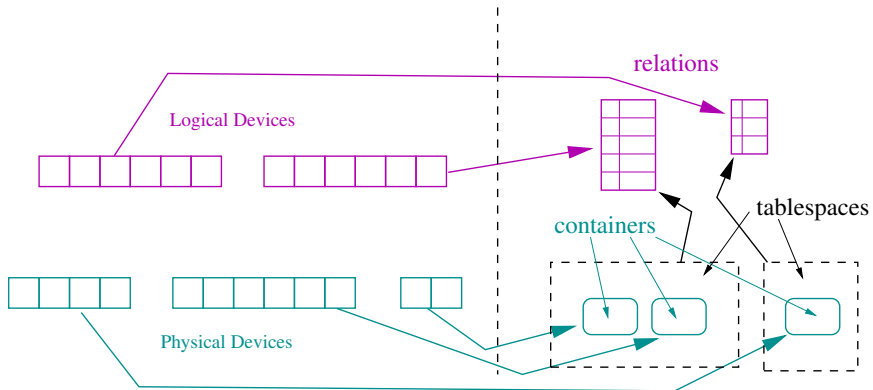 relations
Logical Devices
tablespaces
containers
Physical Devices